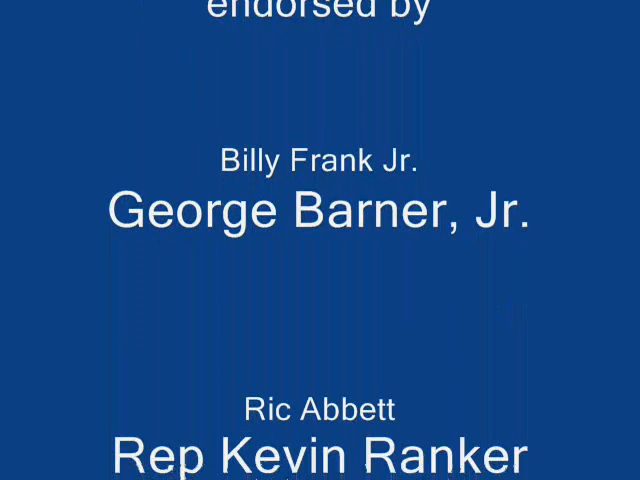 endorsed by
Billy Frank Jr.
George Barner, Jr.
Ric Abbett
Rep Kevin Ranker